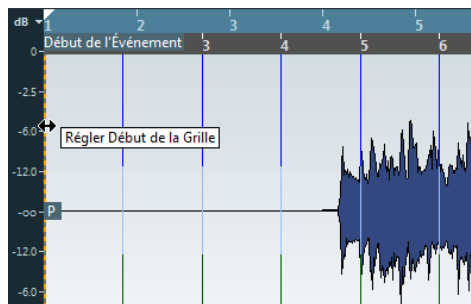 dB 1 2 3 4 5
Début de l'Événement 3 4 5 6
0-
-2.5-
-6.0
Régler Début de la Grille
-12.0-
-oo- P
-12.0-
-6.0-